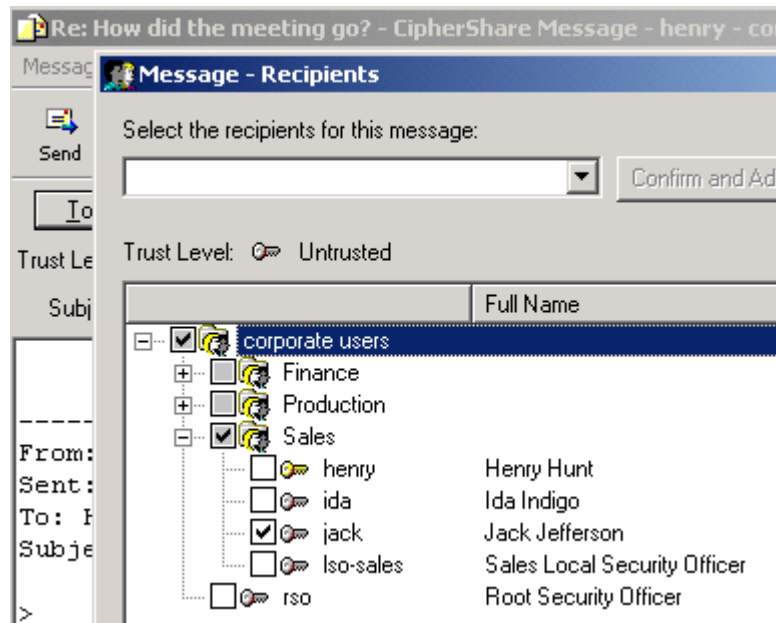 Re: How did the meeting go? - CipherShare Message - henry - co
Messag
Message - Recipients
Send
Select the recipients for this message:
Confirm and Ad
To
Trust Le
Trust Level: Untrusted
Subj
Full Name
corporate users
Finance
Production
Sales
henry Henry Hunt
ida Ida Indigo
jack Jack Jefferson
lso-sales Sales Local Security Officer
rso Root Security Officer
-----
From:
Sent:
To: H
Subje
>